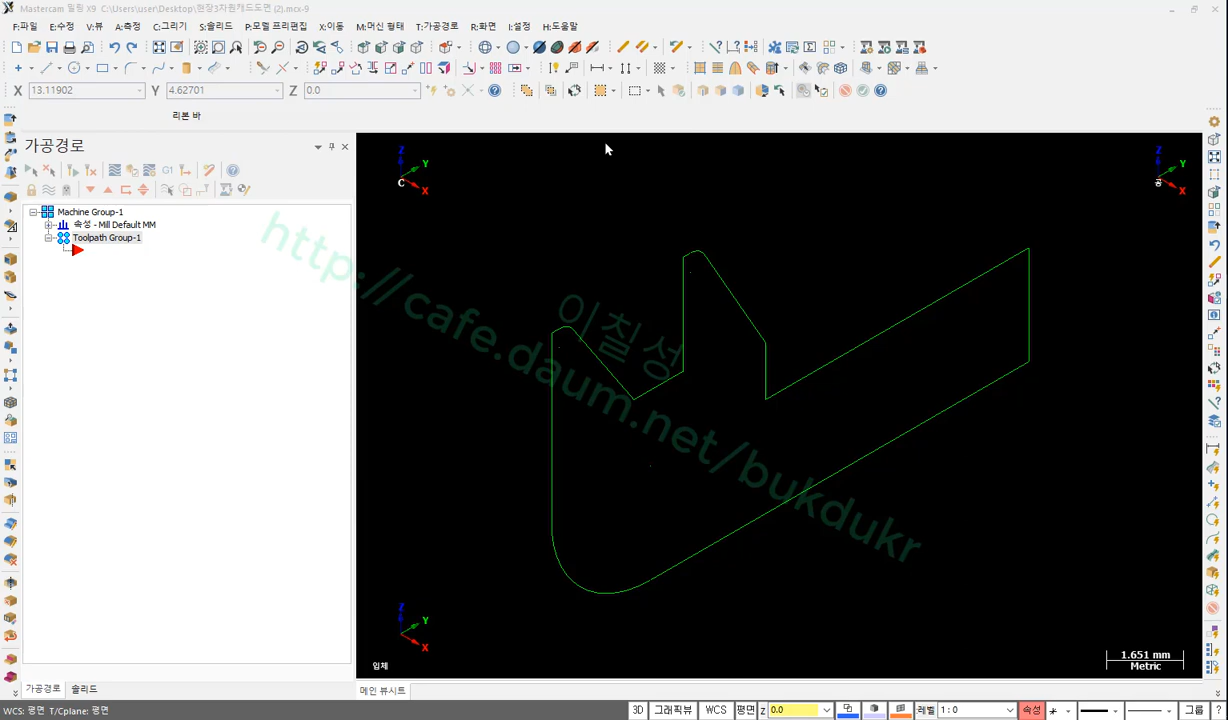 Mastercam 밀링 X9 C:\Users\user\Desktop\현장3차원캐드도면 (2).mcx-9
F:파일 E:수정 V:뷰 A:측정 C:그리기 S:솔리드 P:모델 프리편집 X:이동 M:머신 형태 T:가공경로 R:화면 I:설정 H:도움말
X 13.11902 Y 4.62701 Z 0.0
리본 바
가공경로
G1
Machine Group-1
속성 - Mill Default MM
Toolpath Group-1
Z Y X C
Z Y X 공
http://cafe.daum.net/bukdukr
이칠성
Z Y X
입체
1.651 mm
Metric
가공경로 솔리드
메인 뷰시트
WCS: 평면 T/Cplane: 평면
3D 그래픽뷰 WCS 평면 Z 0.0 레벨 1 : 0 속성 그룹 ?